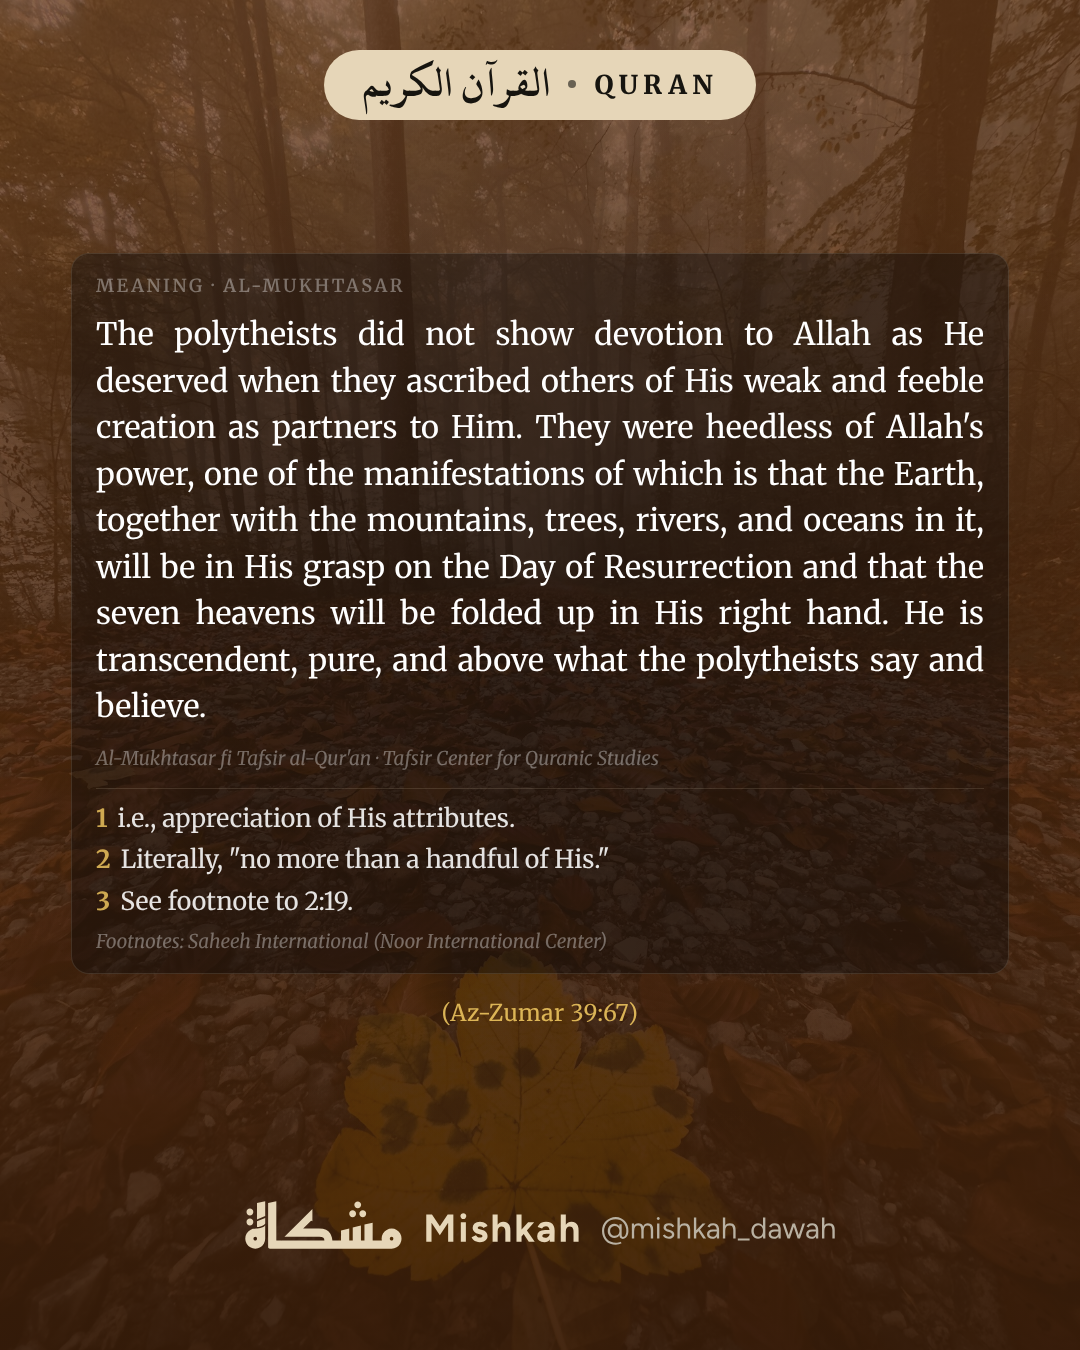 القرآن الكريم • QURAN
MEANING · AL-MUKHTASAR
The polytheists did not show devotion to Allah as He
deserved when they ascribed others of His weak and feeble
creation as partners to Him. They were heedless of Allah's
power, one of the manifestations of which is that the Earth,
together with the mountains, trees, rivers, and oceans in it,
will be in His grasp on the Day of Resurrection and that the
seven heavens will be folded up in His right hand. He is
transcendent, pure, and above what the polytheists say and
believe.
Al-Mukhtasar fi Tafsir al-Qur'an · Tafsir Center for Quranic Studies
1 i.e., appreciation of His attributes.
2 Literally, "no more than a handful of His."
3 See footnote to 2:19.
Footnotes: Saheeh International (Noor International Center)
(Az-Zumar 39:67)
مشكاة Mishkah @mishkah_dawah